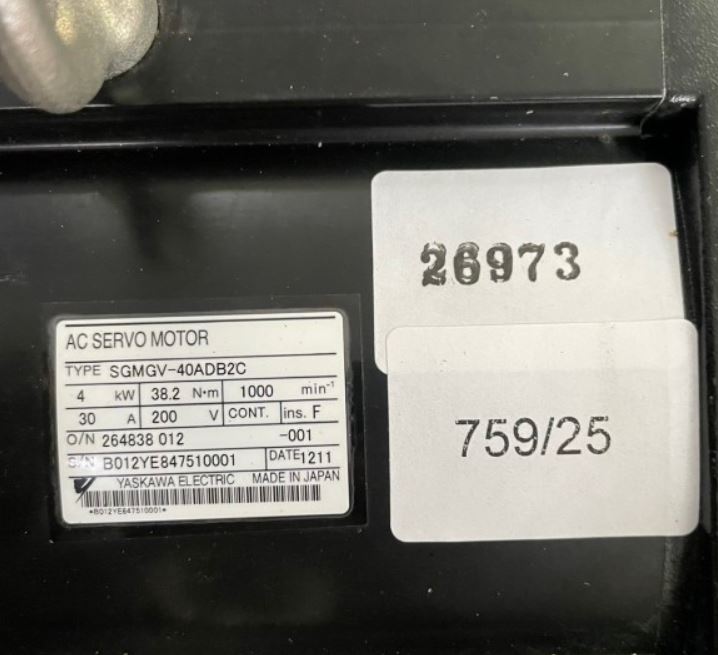 26973
759/25
AC SERVO MOTOR
TYPE SGMGV-40ADB2C
4 kW 38.2 N·m 1000 min⁻¹
30 A 200 V CONT. ins. F
O/N 264838 012 -001
S/N B012YE847510001 DATE 1211
YASKAWA ELECTRIC MADE IN JAPAN
*B012YE847510001*